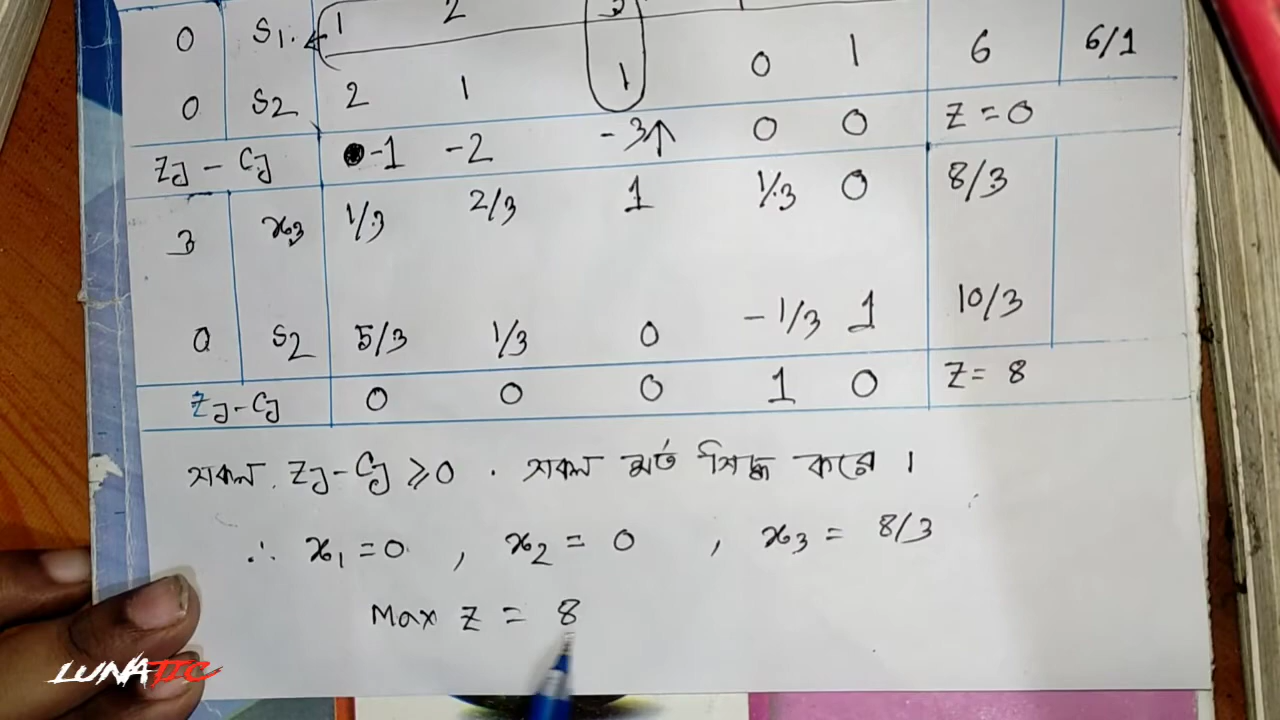 0 S1. ← 1 2 3
0 S2 2 1 1 0 1 6 6/1
Zj - Cj -1 -2 -3↑ 0 0 Z = 0
3 x3 1/3 2/3 1 1/3 0 8/3
0 S2 5/3 1/3 0 -1/3 1 10/3
Zj - Cj 0 0 0 1 0 Z = 8
সকল Zj - Cj ≥ 0 . সকল শর্ত সিদ্ধ করে ।
∴ x1 = 0 , x2 = 0 , x3 = 8/3
Max Z = 8
LUNATIC